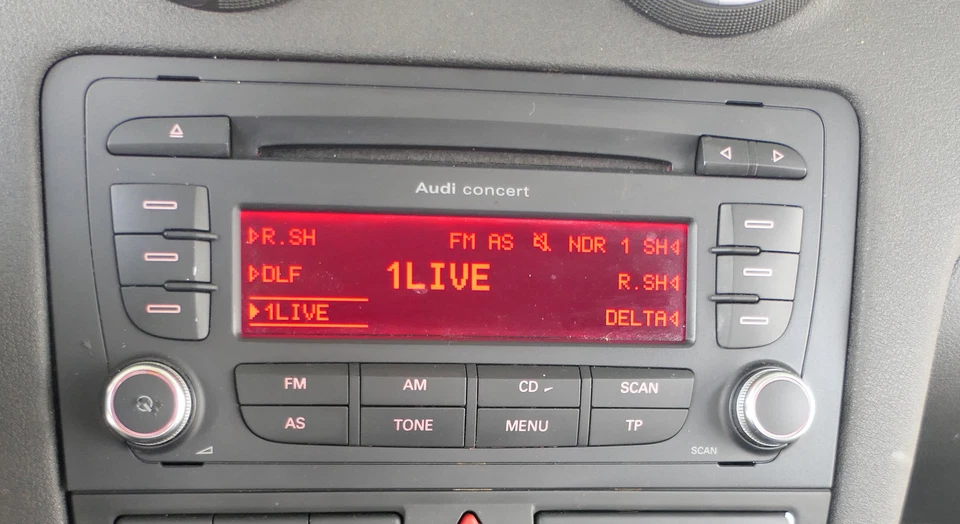 Audi concert
R.SH FM AS NDR 1 SH
DLF 1LIVE R.SH
1LIVE DELTA
FM AM CD SCAN
AS TONE MENU TP
SCAN